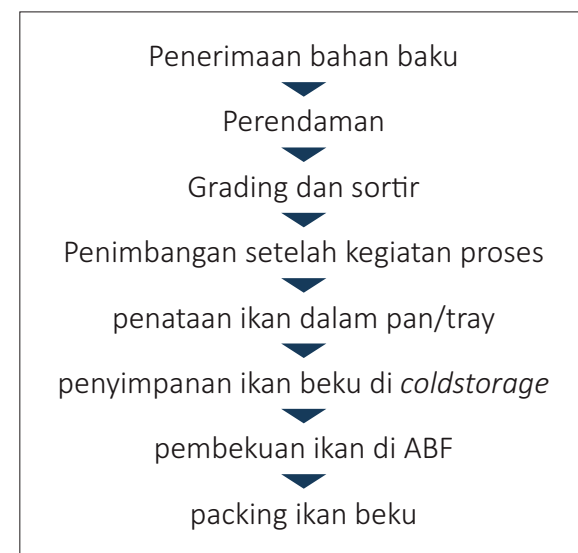 Penerimaan bahan baku
Perendaman
Grading dan sortir
Penimbangan setelah kegiatan proses
penataan ikan dalam pan/tray
penyimpanan ikan beku di coldstorage
pembekuan ikan di ABF
packing ikan beku